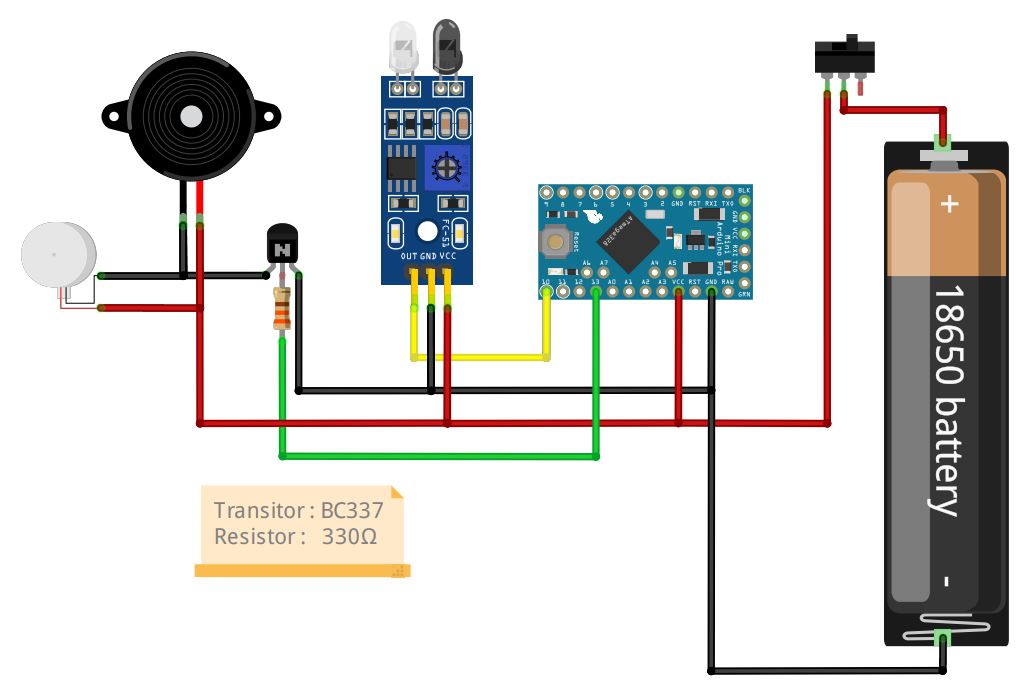 OUT GND VCC
FC-51
9 8 7 6 5 4 3 2 GND RST RXI TXO
BLK
GND
VCC
RXI
TXO
GRN
Reset
ATmega328
Arduino Pro
Mini
A6 A7 A4 A5
10 11 12 13 A0 A1 A2 A3 VCC RST GND RAW
+
18650 battery
-
Transitor : BC337
Resistor : 330Ω